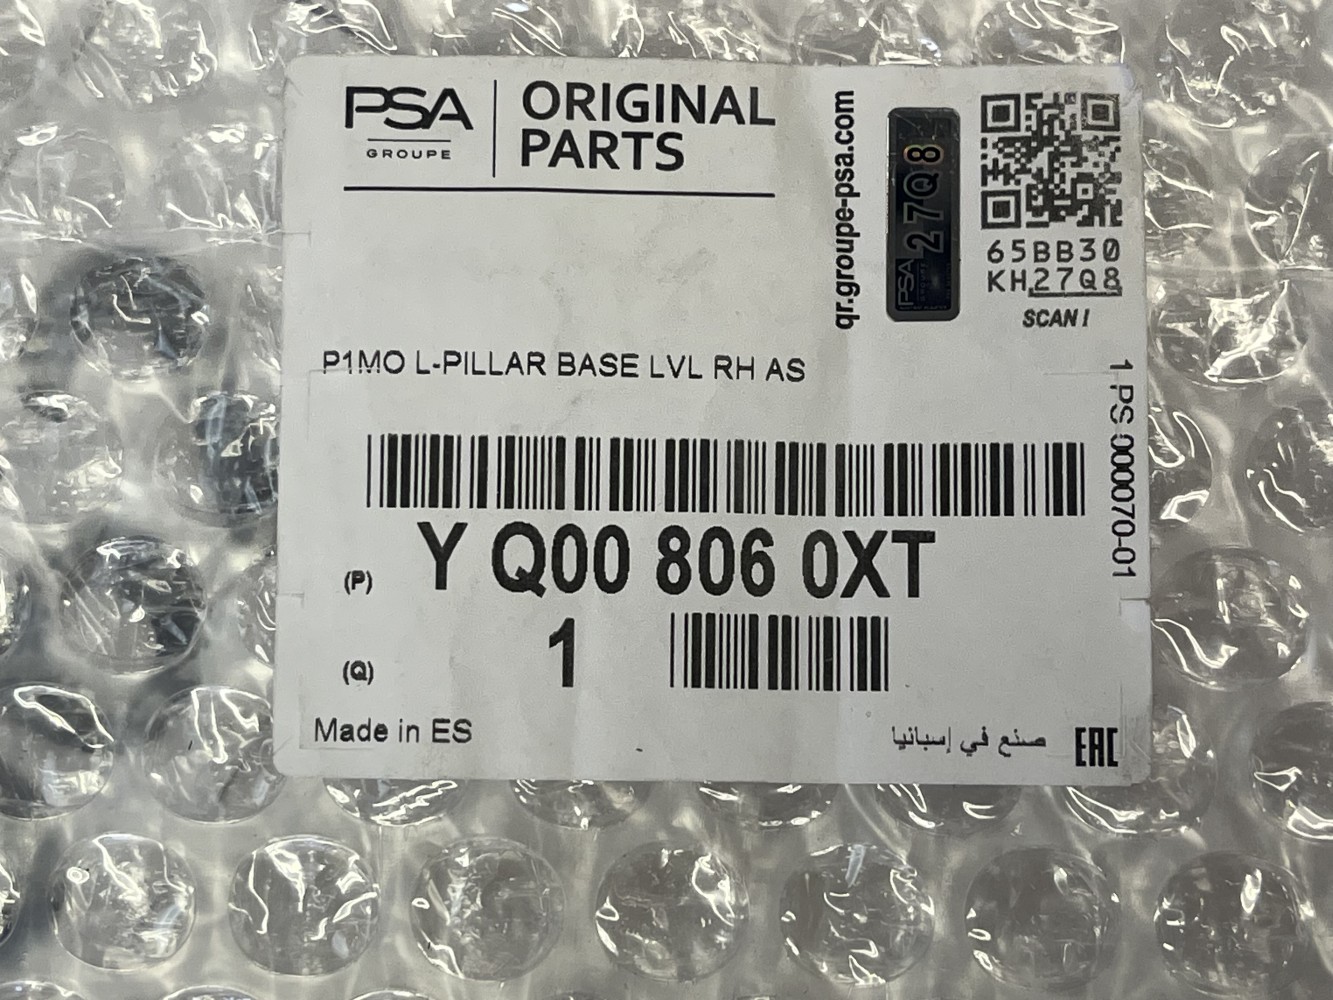 PSA
GROUPE
ORIGINAL
PARTS
qr.groupe-psa.com
27Q8
PSA
65BB30
KH27Q8
SCAN !
P1MO L-PILLAR BASE LVL RH AS
1 PS 0000070-01
(P) Y Q00 806 0XT
(Q) 1
Made in ES
صنع في إسبانيا
EAC